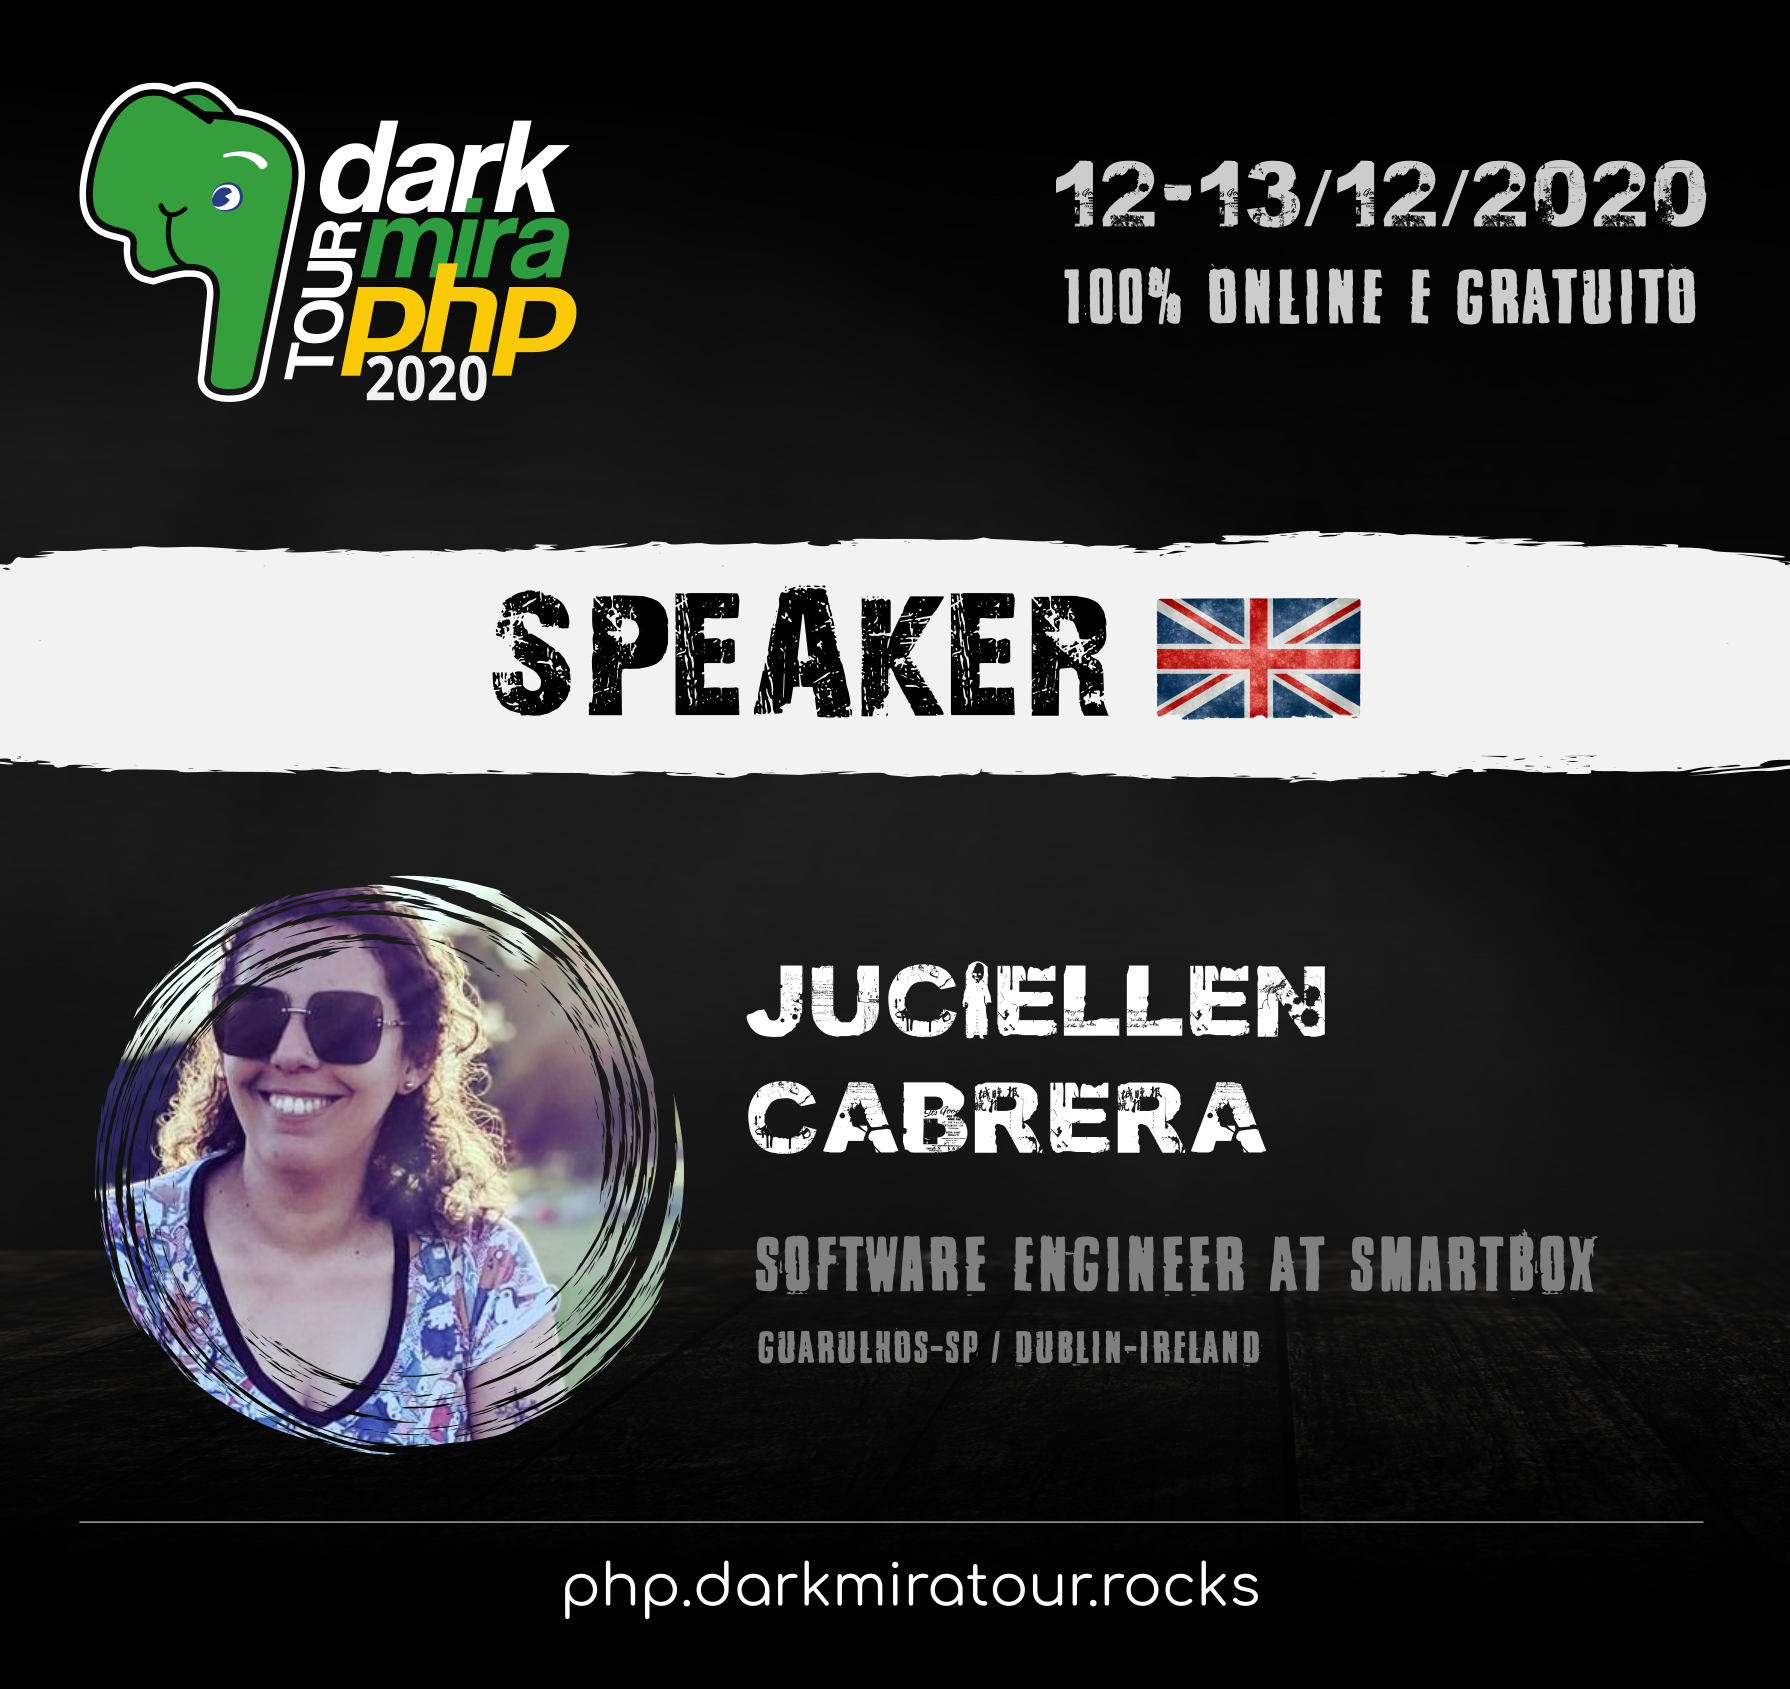 dark
mira
php
TOUR
2020
12-13/12/2020
100% ONLINE E GRATUITO
SPEAKER
JUCIELLEN
CABRERA
SOFTWARE ENGINEER AT SMARTBOX
GUARULHOS-SP / DUBLIN-IRELAND
php.darkmiratour.rocks